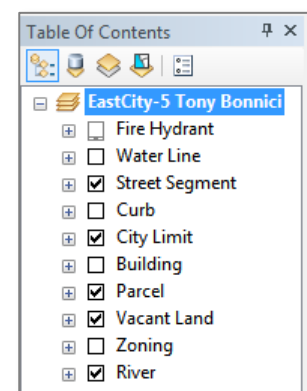 Table Of Contents
EastCity-5 Tony Bonnici
Fire Hydrant
Water Line
Street Segment
Curb
City Limit
Building
Parcel
Vacant Land
Zoning
River